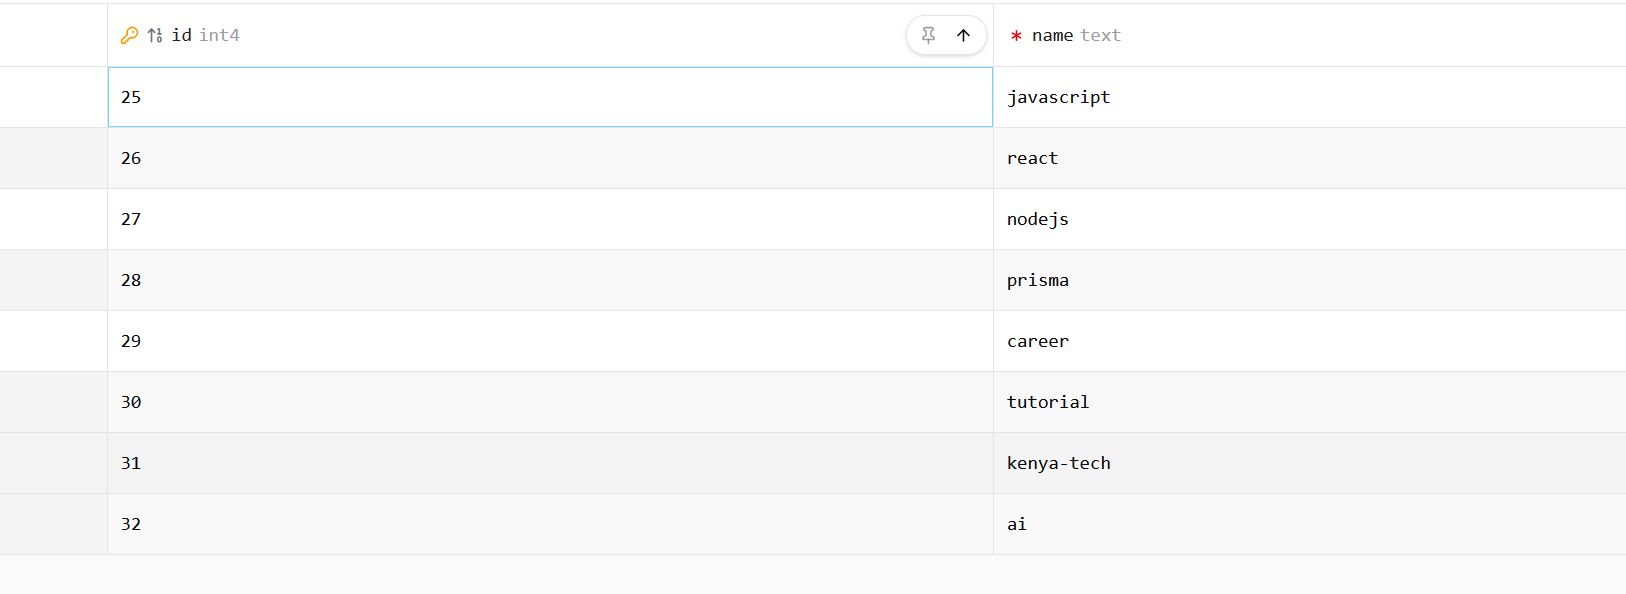 id int4 * name text
25 javascript
26 react
27 nodejs
28 prisma
29 career
30 tutorial
31 kenya-tech
32 ai